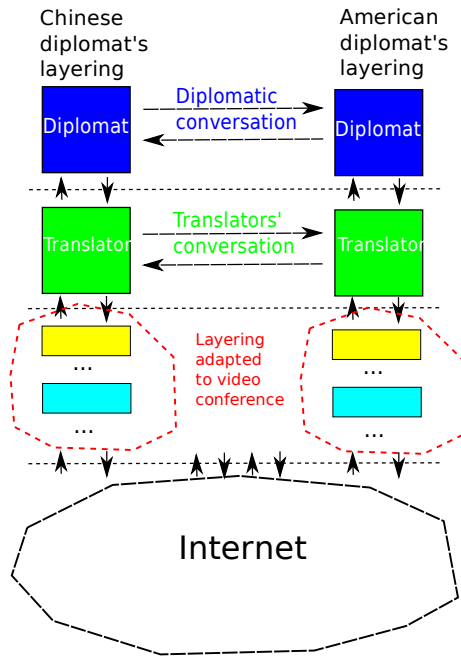 Chinese
diplomat's
layering
American
diplomat's
layering
Diplomat
Diplomatic
conversation
Diplomat
Translator
Translators'
conversation
Translator
Layering
adapted
to video
conference
...
...
...
...
Internet